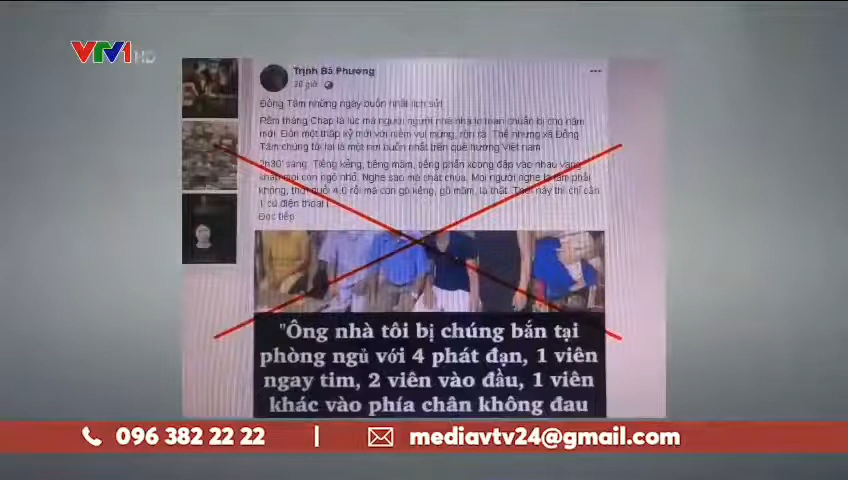 VTV1 HD
Trịnh Bá Phương
30 giờ
Đồng Tâm những ngày buồn nhất lịch sử!
Rằm tháng Chạp là lúc mà người người nhà nhà lo toan chuẩn bị cho năm
mới. Đón một thập kỷ mới với niềm vui mừng, rộn rã. Thế nhưng xã Đồng
Tâm chúng tôi lại là một nơi buồn nhất trên quê hương Việt nam
sáng. Tiếng kẻng, tiếng mâm, tiếng phản xoong đập vào nhau vang
khắp mọi con ngõ nhỏ. Nghe sao mà chát chúa. Mọi người nghe là lầm phải
không, thời buổi 4.0 rồi mà còn gõ kẻng, gõ mâm, lạ thật. Thời này thì chỉ cần
1 cú điện thoại
Đọc tiếp
"Ông nhà tôi bị chúng bắn tại
phòng ngủ với 4 phát đạn, 1 viên
ngay tim, 2 viên vào đầu, 1 viên
khác vào phía chân không đau
096 382 22 22 | mediavtv24@gmail.com